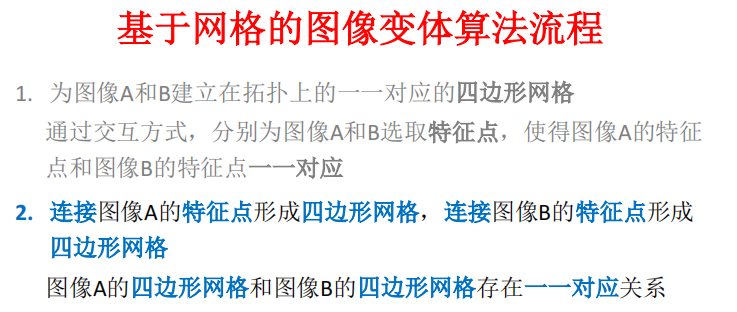 基于网格的图像变体算法流程
1. 为图像A和B建立在拓扑上的一一对应的四边形网格
通过交互方式，分别为图像A和B选取特征点，使得图像A的特征
点和图像B的特征点一一对应
2. 连接图像A的特征点形成四边形网格，连接图像B的特征点形成
四边形网格
图像A的四边形网格和图像B的四边形网格存在一一对应关系